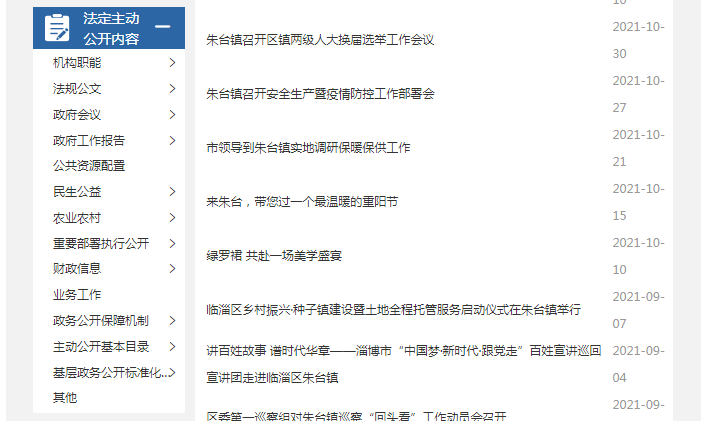 法定主动
公开内容
机构职能
法规公文
政府会议
政府工作报告
公共资源配置
民生公益
农业农村
重要部署执行公开
财政信息
业务工作
政务公开保障机制
主动公开基本目录
基层政务公开标准化...
其他
10
朱台镇召开区镇两级人大换届选举工作会议
2021-10-
30
朱台镇召开安全生产暨疫情防控工作部署会
2021-10-
27
市领导到朱台镇实地调研保暖保供工作
2021-10-
21
来朱台，带您过一个最温暖的重阳节
2021-10-
15
绿罗裙 共赴一场美学盛宴
2021-10-
10
临淄区乡村振兴·种子镇建设暨土地全程托管服务启动仪式在朱台镇举行
2021-09-
07
讲百姓故事 谱时代华章——淄博市“中国梦·新时代·跟党走”百姓宣讲巡回
宣讲团走进临淄区朱台镇
2021-09-
04
区委第一巡察组对朱台镇巡察“回头看”工作动员会召开
2021-09-